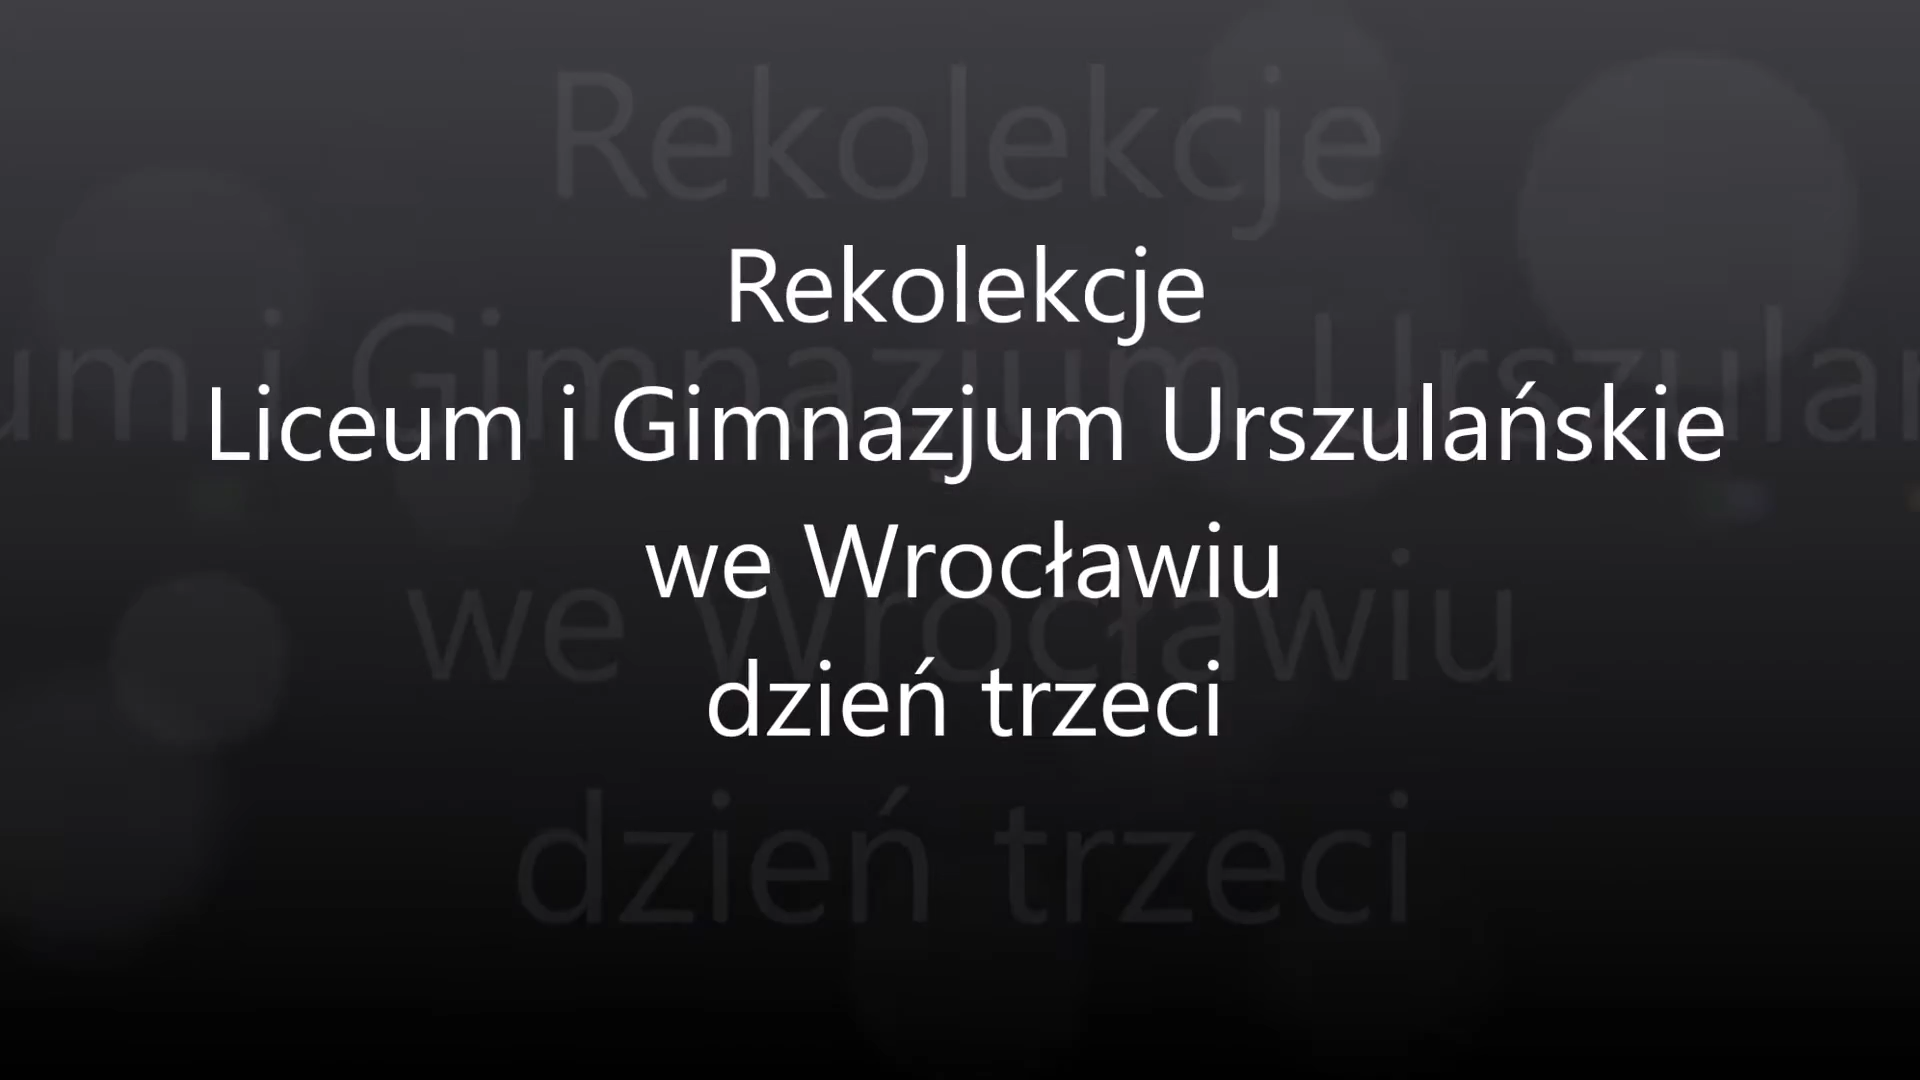 Rekolekcje
Liceum i Gimnazjum Urszulańskie
we Wrocławiu
dzień trzeci